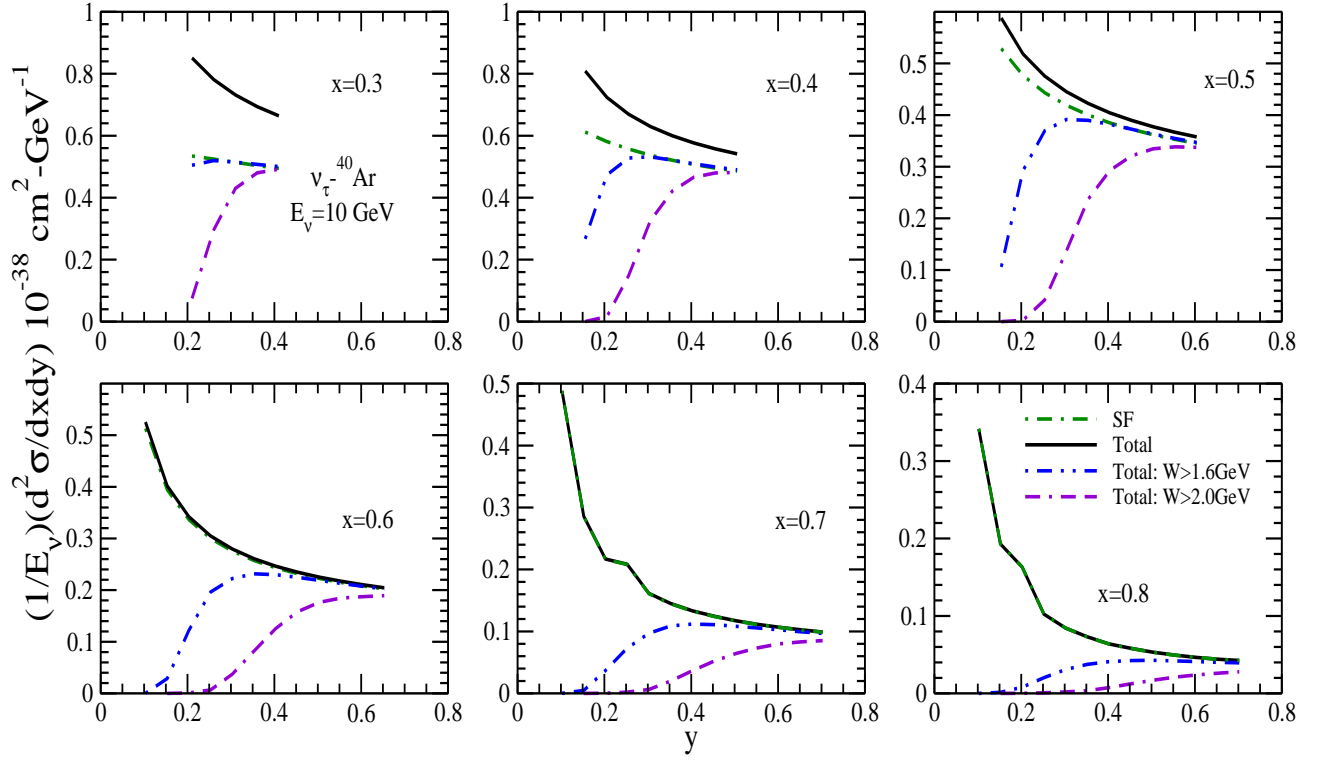 (1/E_ν)(d²σ/dxdy) 10⁻³⁸ cm²-GeV⁻¹
1
0.8
0.6
0.4
0.2
0
0 0.2 0.4 0.6 0.8
x=0.3
ν_τ-⁴⁰Ar
E_ν=10 GeV
1
0.8
0.6
0.4
0.2
0
0 0.2 0.4 0.6 0.8
x=0.4
0.5
0.4
0.3
0.2
0.1
0
0 0.2 0.4 0.6 0.8
x=0.5
0.5
0.4
0.3
0.2
0.1
0
0 0.2 0.4 0.6 0.8
x=0.6
0.5
0.4
0.3
0.2
0.1
0
0 0.2 0.4 0.6 0.8
x=0.7
0.4
0.3
0.2
0.1
0
0 0.2 0.4 0.6 0.8
SF
Total
Total: W>1.6GeV
Total: W>2.0GeV
x=0.8
y